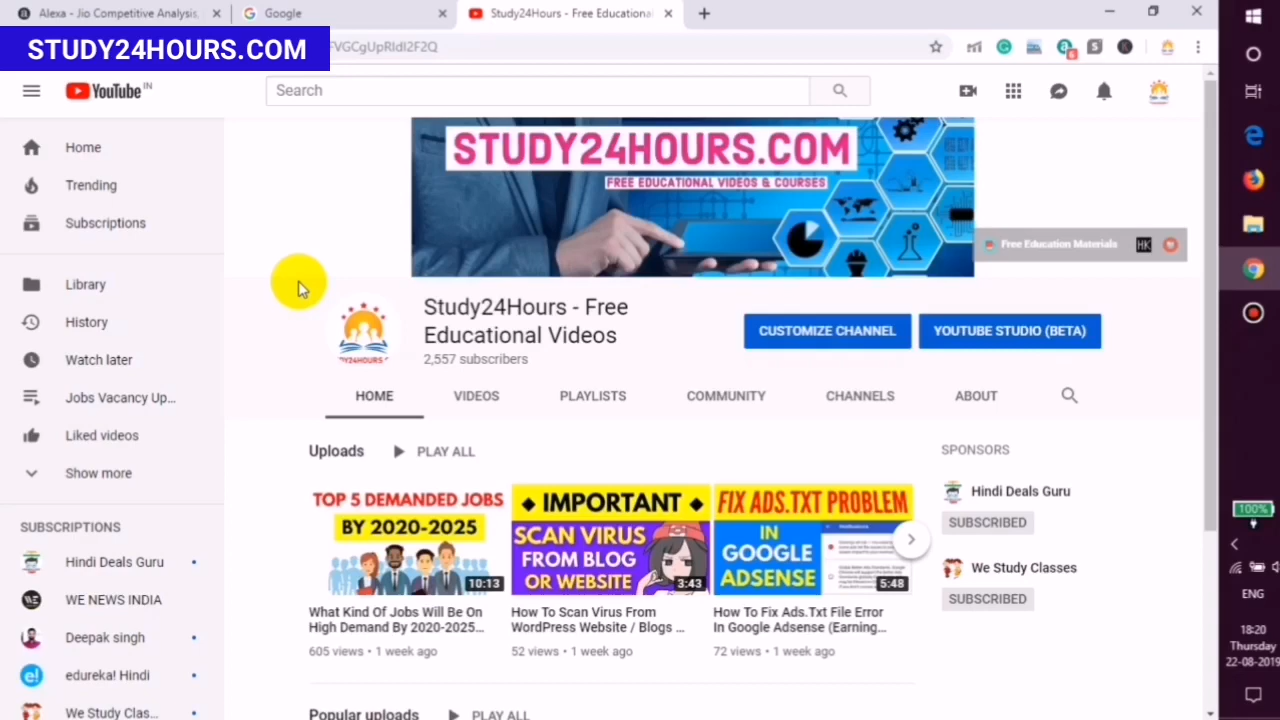 Alexa - Jio Competitive Analysis,
Google
Study24Hours - Free Educational
STUDY24HOURS.COM
FVGCgUpRIdI2F2Q
YouTube IN
Search
Home
Trending
Subscriptions
Library
History
Watch later
Jobs Vacancy Up...
Liked videos
Show more
SUBSCRIPTIONS
Hindi Deals Guru
WE NEWS INDIA
Deepak singh
edureka! Hindi
We Study Clas...
STUDY24HOURS.COM
FREE EDUCATIONAL VIDEOS & COURSES
Free Education Materials
HK
Study24Hours - Free
Educational Videos
2,557 subscribers
CUSTOMIZE CHANNEL
YOUTUBE STUDIO (BETA)
HOME
VIDEOS
PLAYLISTS
COMMUNITY
CHANNELS
ABOUT
Uploads
PLAY ALL
TOP 5 DEMANDED JOBS
BY 2020-2025
10:13
What Kind Of Jobs Will Be On
High Demand By 2020-2025...
605 views • 1 week ago
IMPORTANT
SCAN VIRUS
FROM BLOG
OR WEBSITE
3:43
How To Scan Virus From
WordPress Website / Blogs ...
52 views • 1 week ago
FIX ADS.TXT PROBLEM
IN
GOOGLE
ADSENSE
5:48
How To Fix Ads.Txt File Error
In Google Adsense (Earning...
72 views • 1 week ago
SPONSORS
Hindi Deals Guru
SUBSCRIBED
We Study Classes
SUBSCRIBED
Popular uploads
PLAY ALL
100%
ENG
18:20
Thursday
22-08-2019